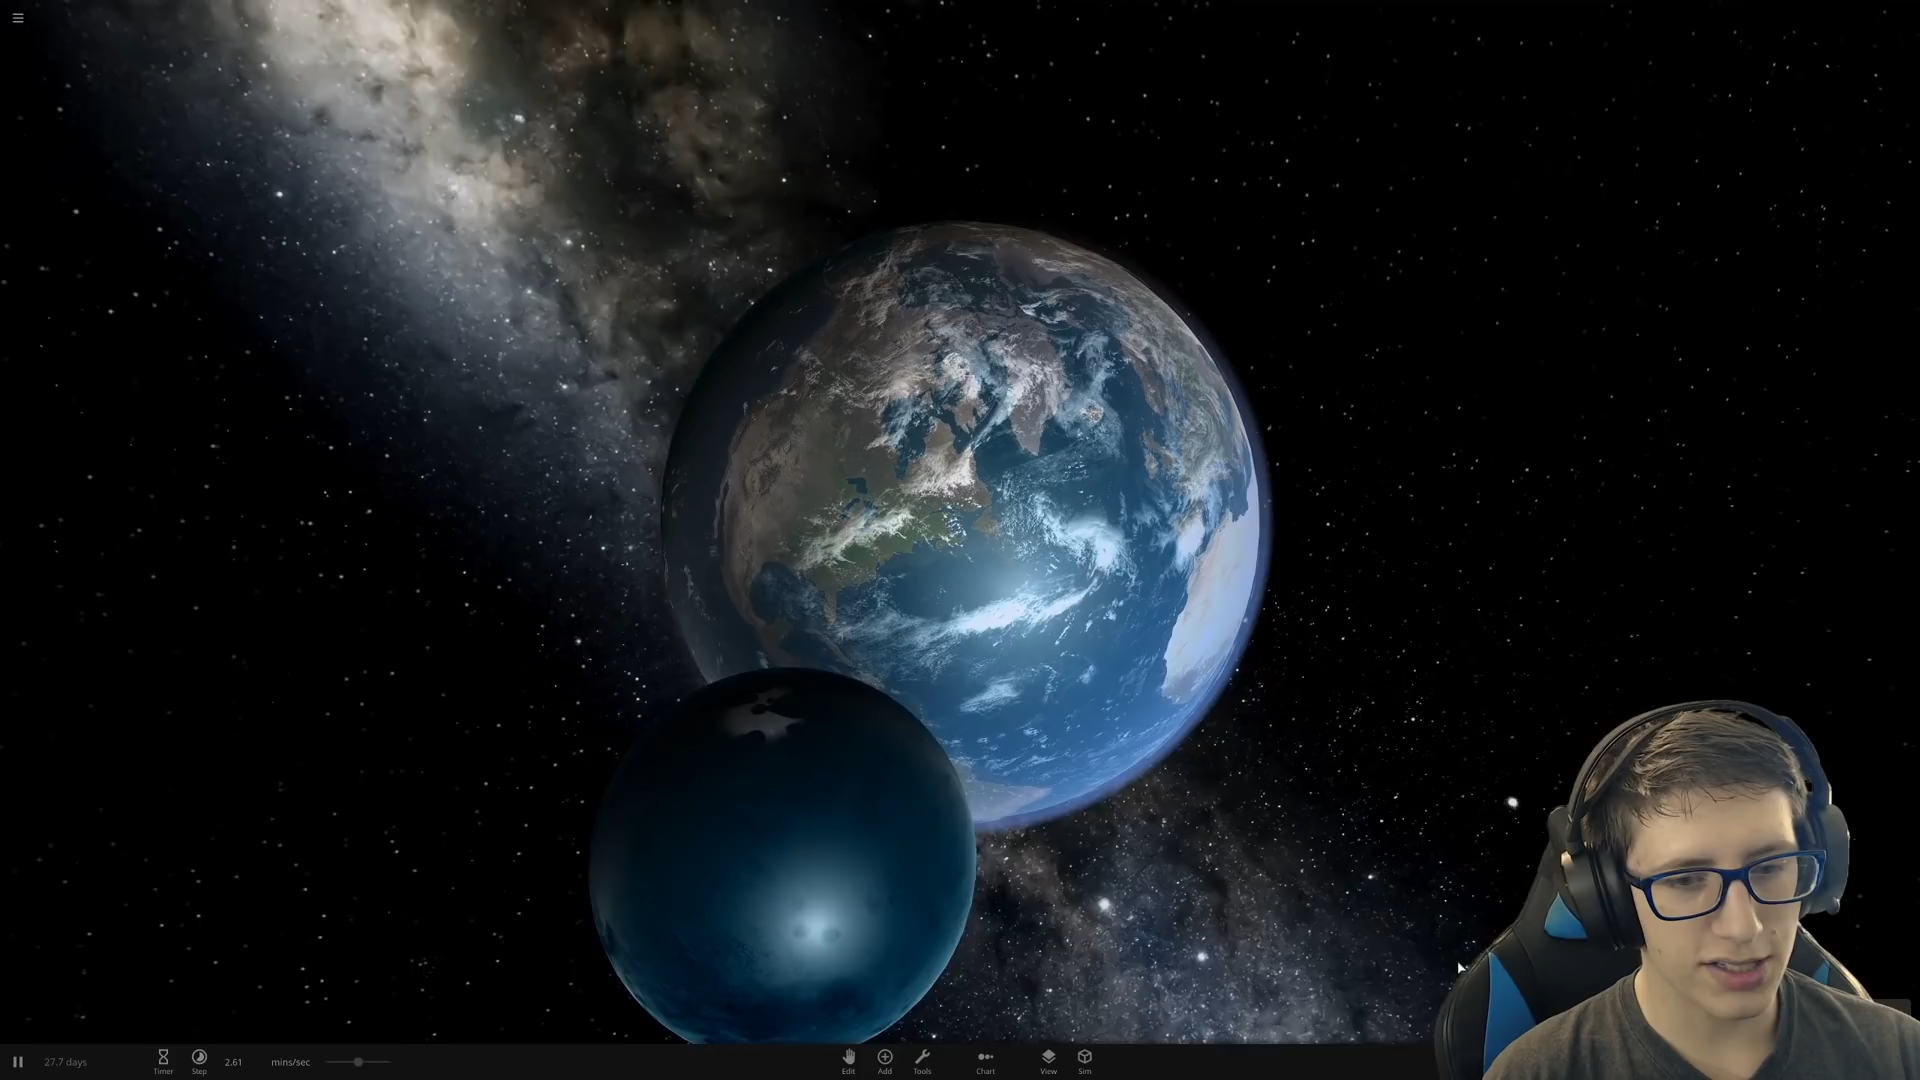 27.7 days
Timer
Step
2.61
mins/sec
Edit
Add
Tools
Chart
View
Sim